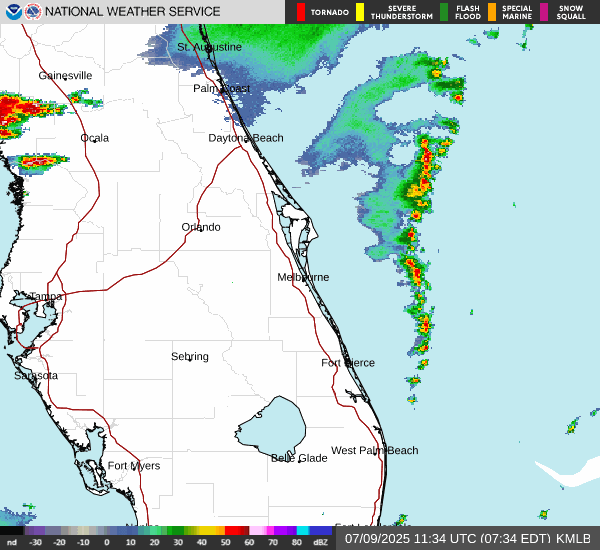 NATIONAL WEATHER SERVICE
TORNADO
SEVERE THUNDERSTORM
FLASH FLOOD
SPECIAL MARINE
SNOW SQUALL
St. Augustine
Gainesville
Palm Coast
Ocala
Daytona Beach
Orlando
Melbourne
Tampa
Sebring
Fort Pierce
Sarasota
West Palm Beach
Belle Glade
Fort Myers
nd -30 -20 -10 0 10 20 30 40 50 60 70 80 dBZ
07/09/2025 11:34 UTC (07:34 EDT) KMLB